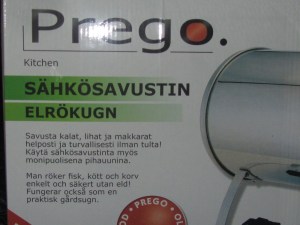 Prego.
Kitchen
SÄHKÖSAVUSTIN
ELRÖKUGN
Savusta kalat, lihat ja makkarat
helposti ja turvallisesti ilman tulta!
Käytä sähkösavustinta myös
monipuolisena pihauunina.
Man röker fisk, kött och korv
enkelt och säkert utan eld!
Fungerar också som en
praktisk gårdsugn.
PREGO